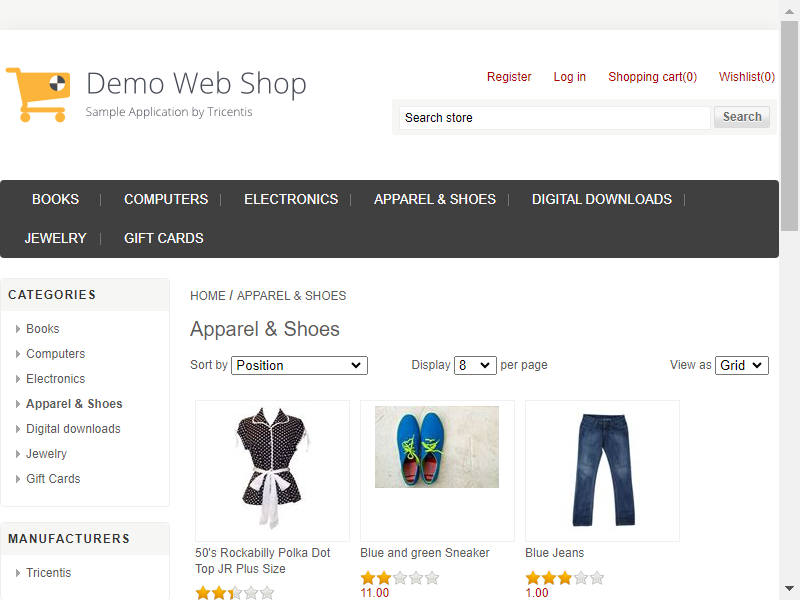 Demo Web Shop
Sample Application by Tricentis
Register Log in Shopping cart(0) Wishlist(0)
Search store Search
BOOKS COMPUTERS ELECTRONICS APPAREL & SHOES DIGITAL DOWNLOADS
JEWELRY GIFT CARDS
CATEGORIES
Books
Computers
Electronics
Apparel & Shoes
Digital downloads
Jewelry
Gift Cards
MANUFACTURERS
Tricentis
HOME / APPAREL & SHOES
Apparel & Shoes
Sort by Position Display 8 per page View as Grid
50's Rockabilly Polka Dot
Top JR Plus Size
Blue and green Sneaker
11.00
Blue Jeans
1.00